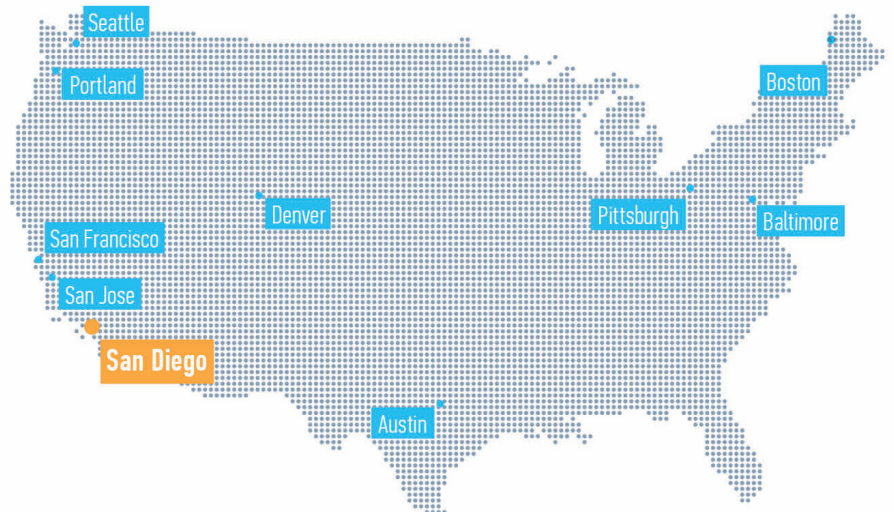 Seattle
Portland
Boston
Denver
Pittsburgh
Baltimore
San Francisco
San Jose
San Diego
Austin